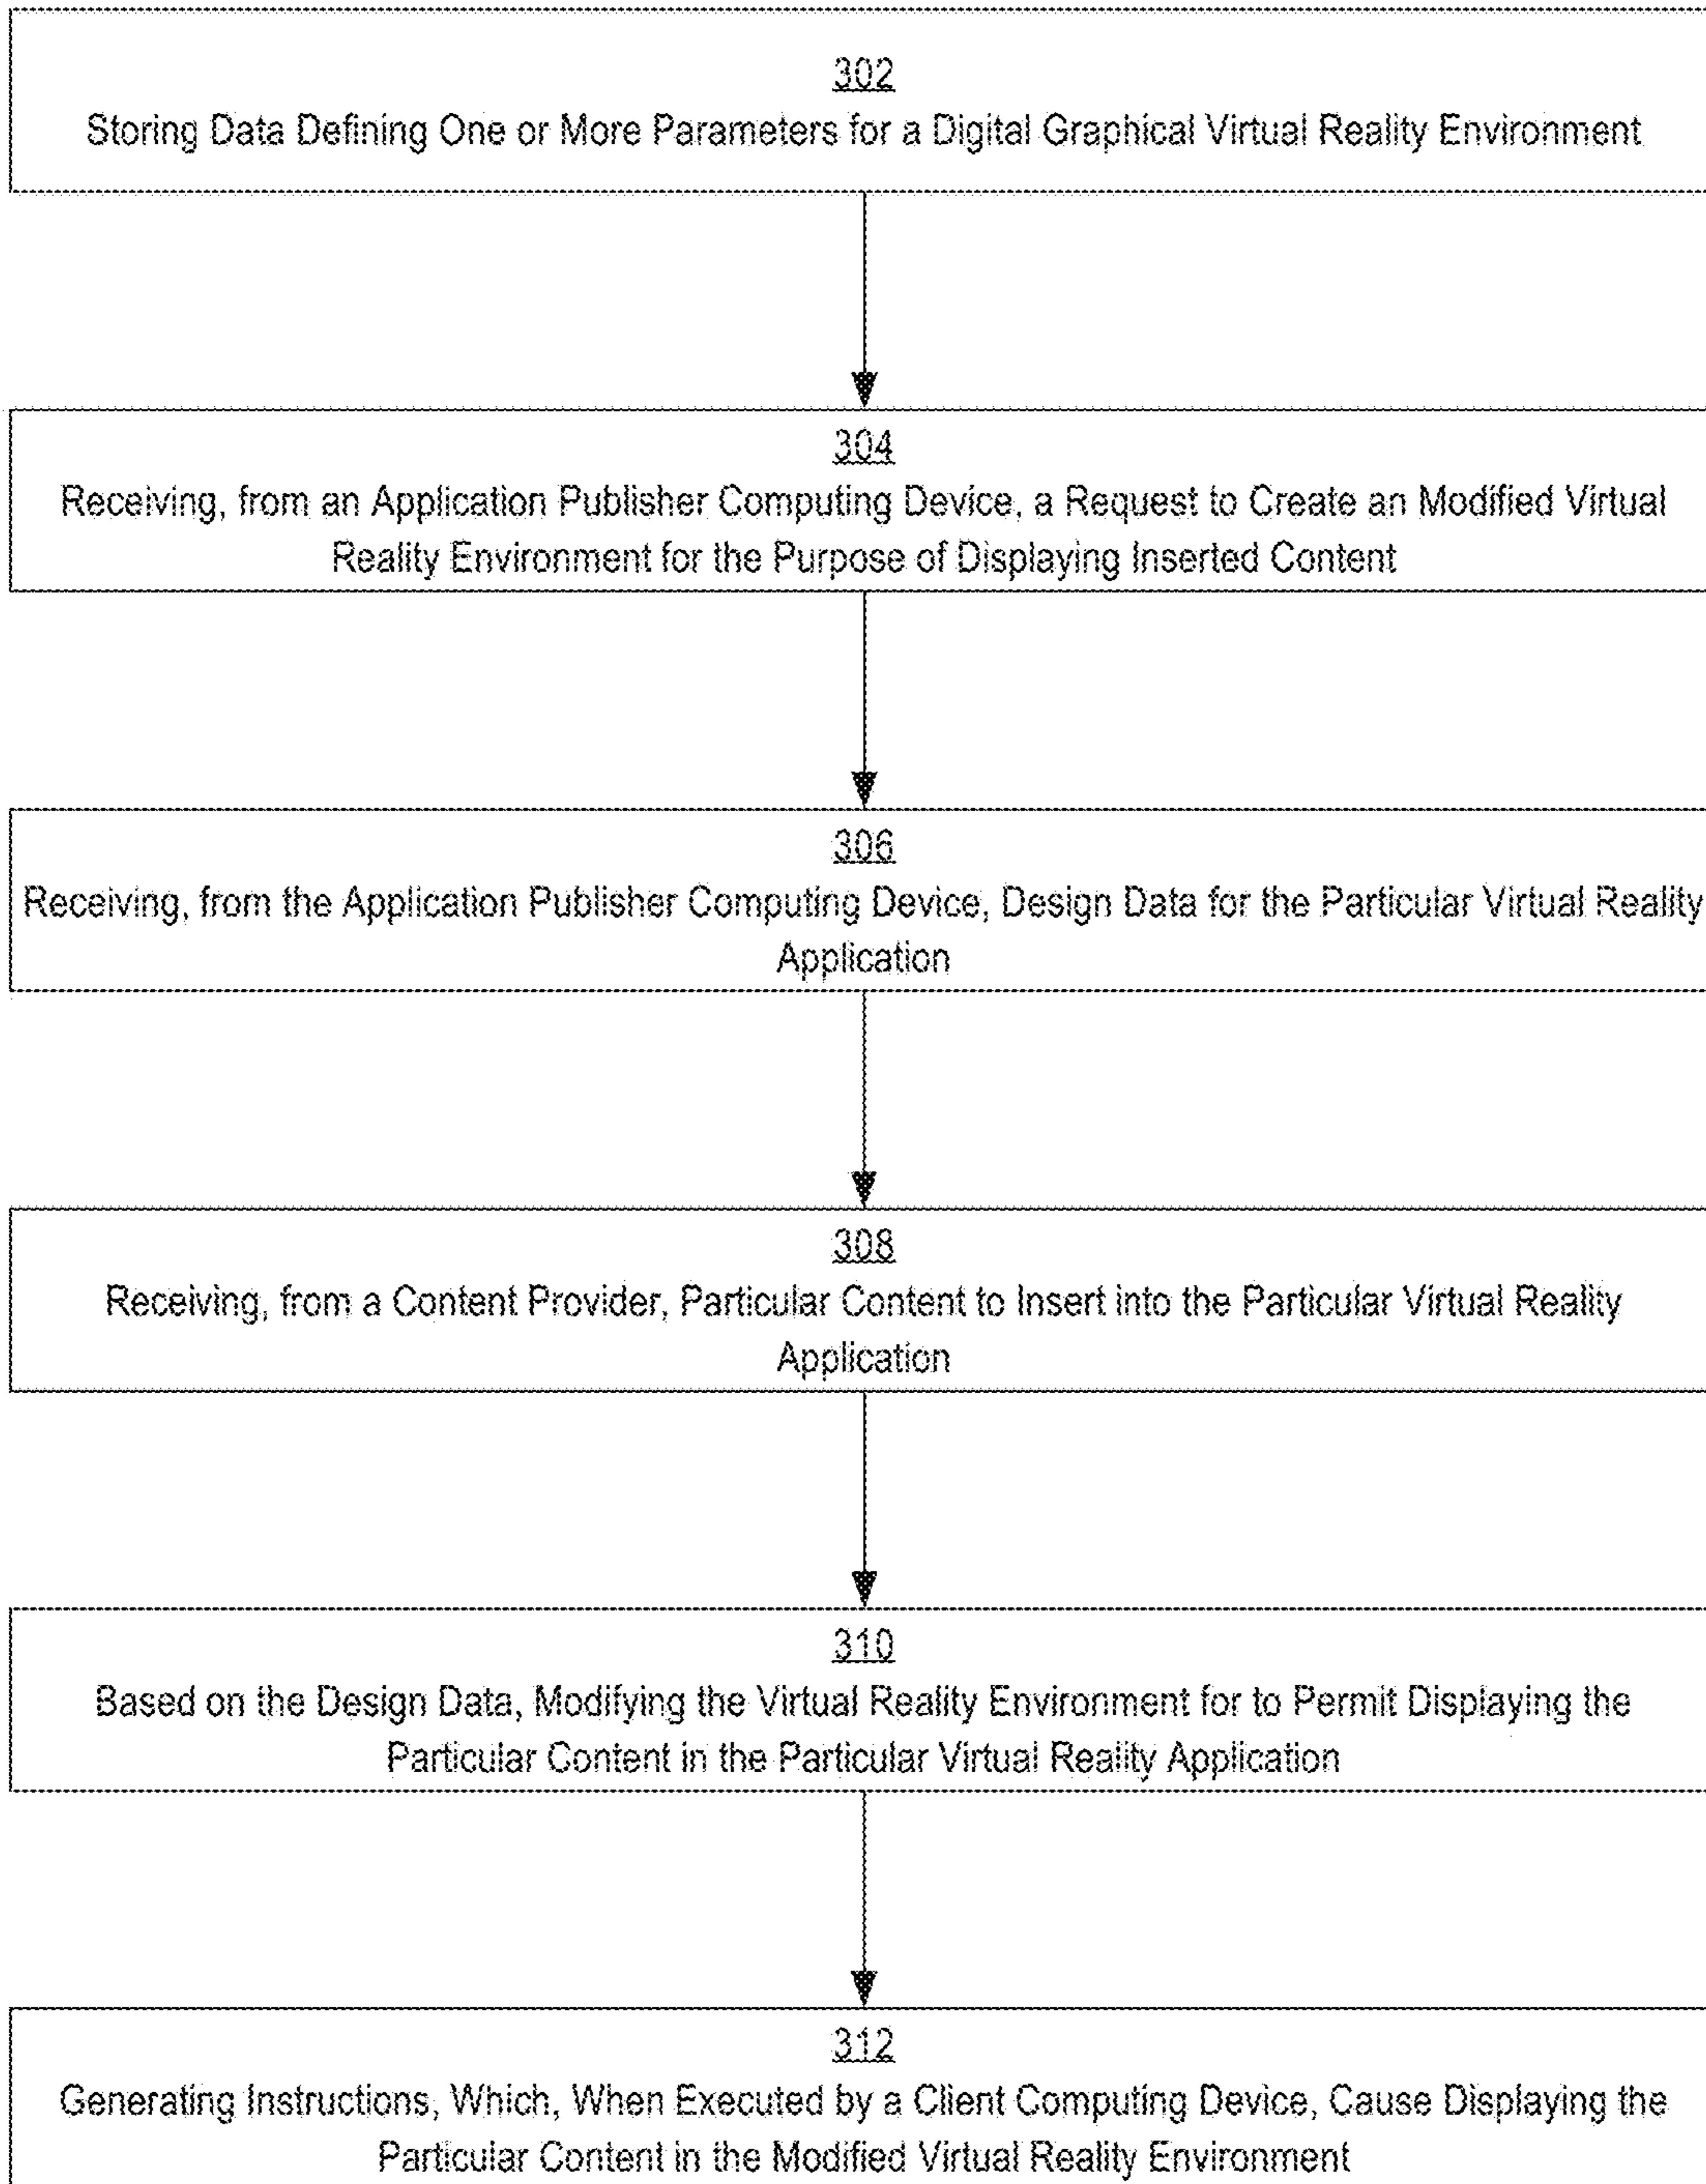 302
Storing Data Defining One or More Parameters for a Digital Graphical Virtual Reality Environment
304
Receiving, from an Application Publisher Computing Device, a Request to Create an Modified Virtual
Reality Environment for the Purpose of Displaying Inserted Content
306
Receiving, from the Application Publisher Computing Device, Design Data for the Particular Virtual Reality
Application
308
Receiving, from a Content Provider, Particular Content to Insert into the Particular Virtual Reality
Application
310
Based on the Design Data, Modifying the Virtual Reality Environment for to Permit Displaying the
Particular Content in the Particular Virtual Reality Application
312
Generating Instructions, Which, When Executed by a Client Computing Device, Cause Displaying the
Particular Content in the Modified Virtual Reality Environment